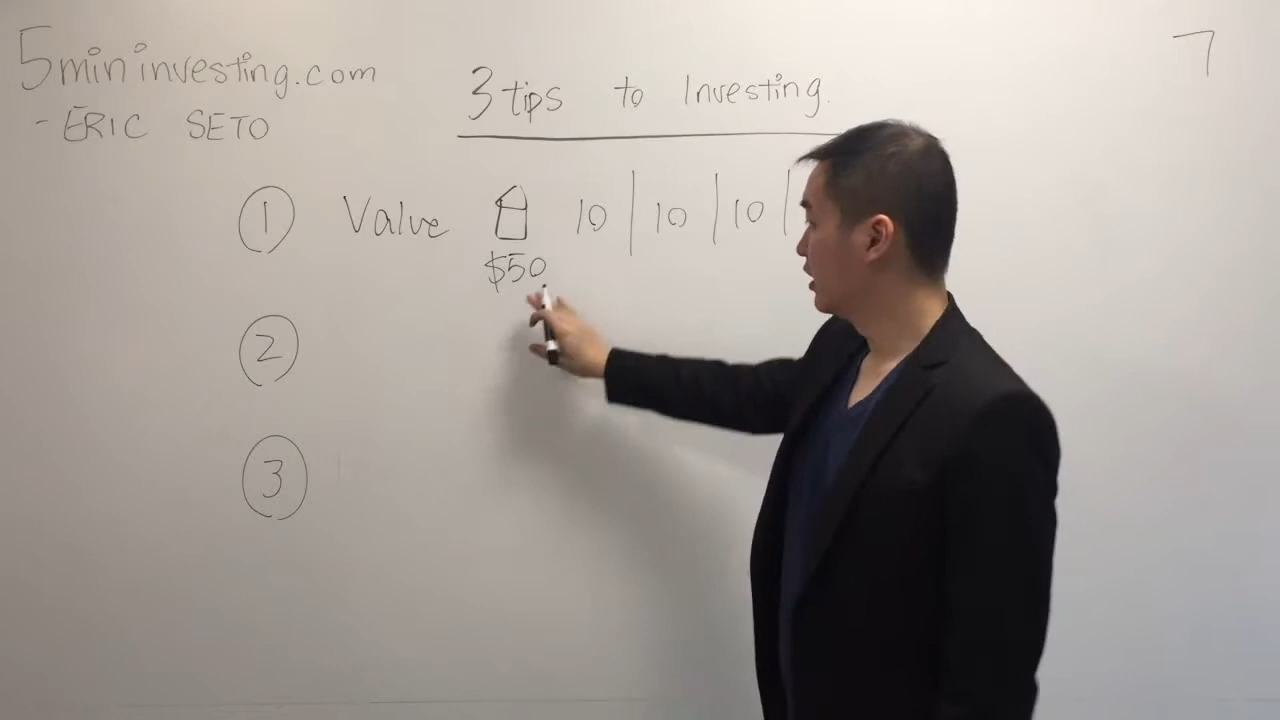 5mininvesting.com
- ERIC SETO
3 tips to Investing.
7
1 Value 10 | 10 | 10 |
$50
2
3